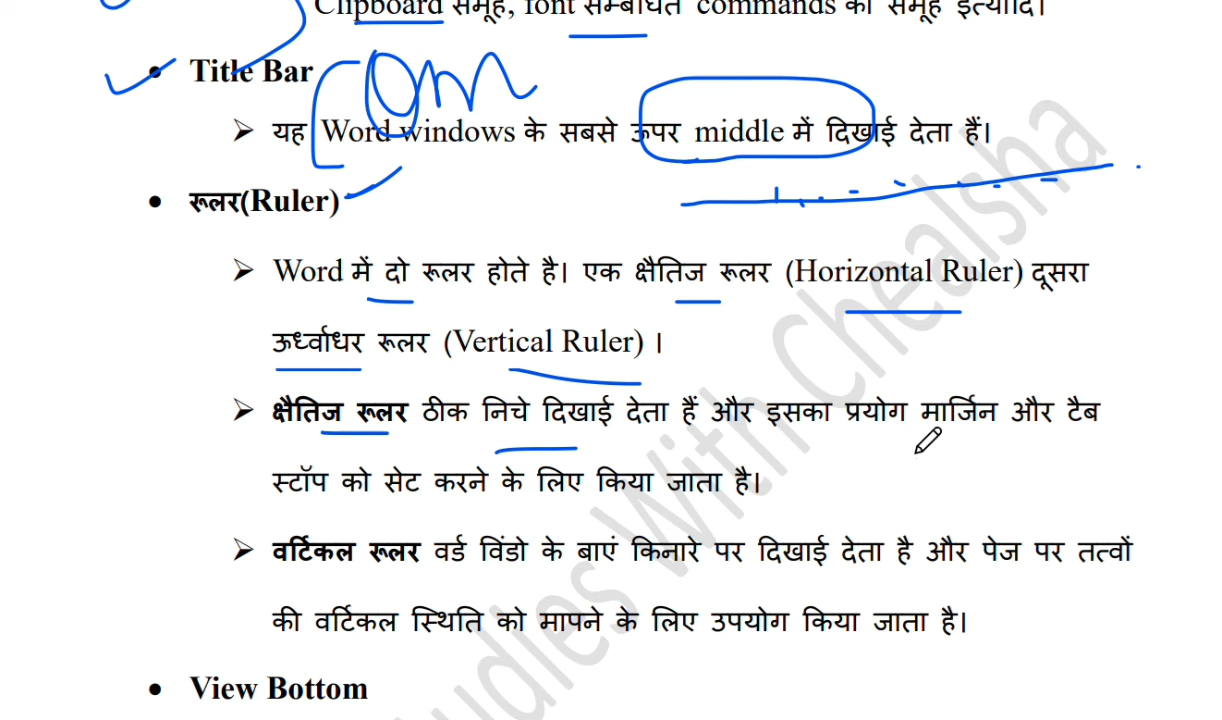 Clipboard समूह, font सम्बंधित commands का समूह इत्यादि।
• Title Bar
➤ यह Word windows के सबसे ऊपर middle में दिखाई देता हैं।
• रूलर(Ruler)
➤ Word में दो रूलर होते है। एक क्षैतिज रूलर (Horizontal Ruler) दूसरा
ऊर्ध्वाधर रूलर (Vertical Ruler) ।
➤ क्षैतिज रूलर ठीक निचे दिखाई देता हैं और इसका प्रयोग मार्जिन और टैब
स्टॉप को सेट करने के लिए किया जाता है।
➤ वर्टिकल रूलर वर्ड विंडो के बाएं किनारे पर दिखाई देता है और पेज पर तत्वों
की वर्टिकल स्थिति को मापने के लिए उपयोग किया जाता है।
• View Bottom